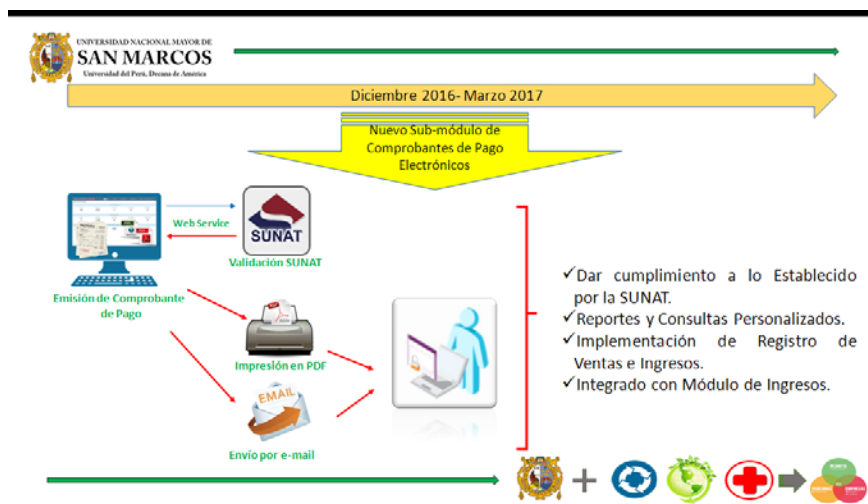 UNIVERSIDAD NACIONAL MAYOR DE
SAN MARCOS
Universidad del Perú, Decana de América
Diciembre 2016- Marzo 2017
Nuevo Sub-módulo de
Comprobantes de Pago
Electrónicos
Web Service
SUNAT
Validación SUNAT
Emisión de Comprobante
de Pago
Impresión en PDF
EMAIL
Envío por e-mail
✓Dar cumplimiento a lo Establecido
por la SUNAT.
✓Reportes y Consultas Personalizados.
✓Implementación de Registro de
Ventas e Ingresos.
✓Integrado con Módulo de Ingresos.